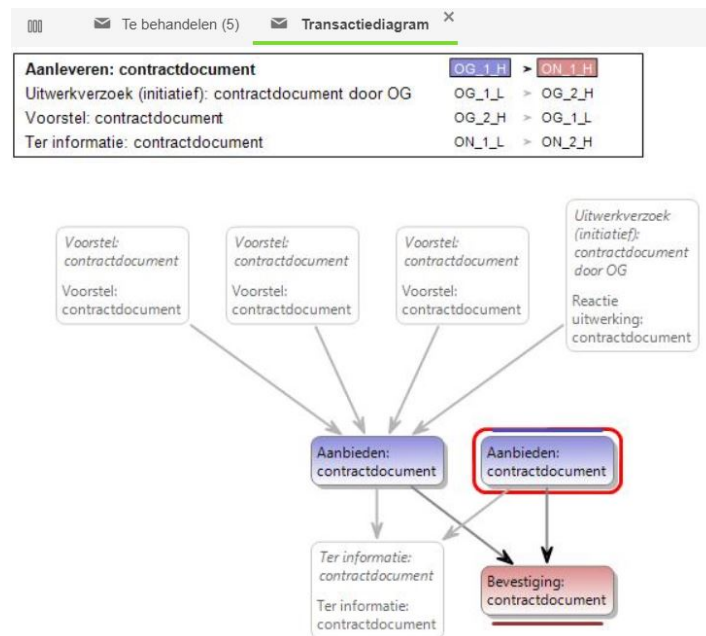 Te behandelen (5) Transactiediagram ×
Aanleveren: contractdocument OG_1_H > ON_1_H
Uitwerkverzoek (initiatief): contractdocument door OG OG_1_L > OG_2_H
Voorstel: contractdocument OG_2_H > OG_1_L
Ter informatie: contractdocument ON_1_L > ON_2_H
Voorstel:
contractdocument
Voorstel:
contractdocument
Voorstel:
contractdocument
Voorstel:
contractdocument
Voorstel:
contractdocument
Voorstel:
contractdocument
Uitwerkverzoek
(initiatief):
contractdocument
door OG
Reactie
uitwerking:
contractdocument
Aanbieden:
contractdocument
Aanbieden:
contractdocument
Ter informatie:
contractdocument
Ter informatie:
contractdocument
Bevestiging:
contractdocument